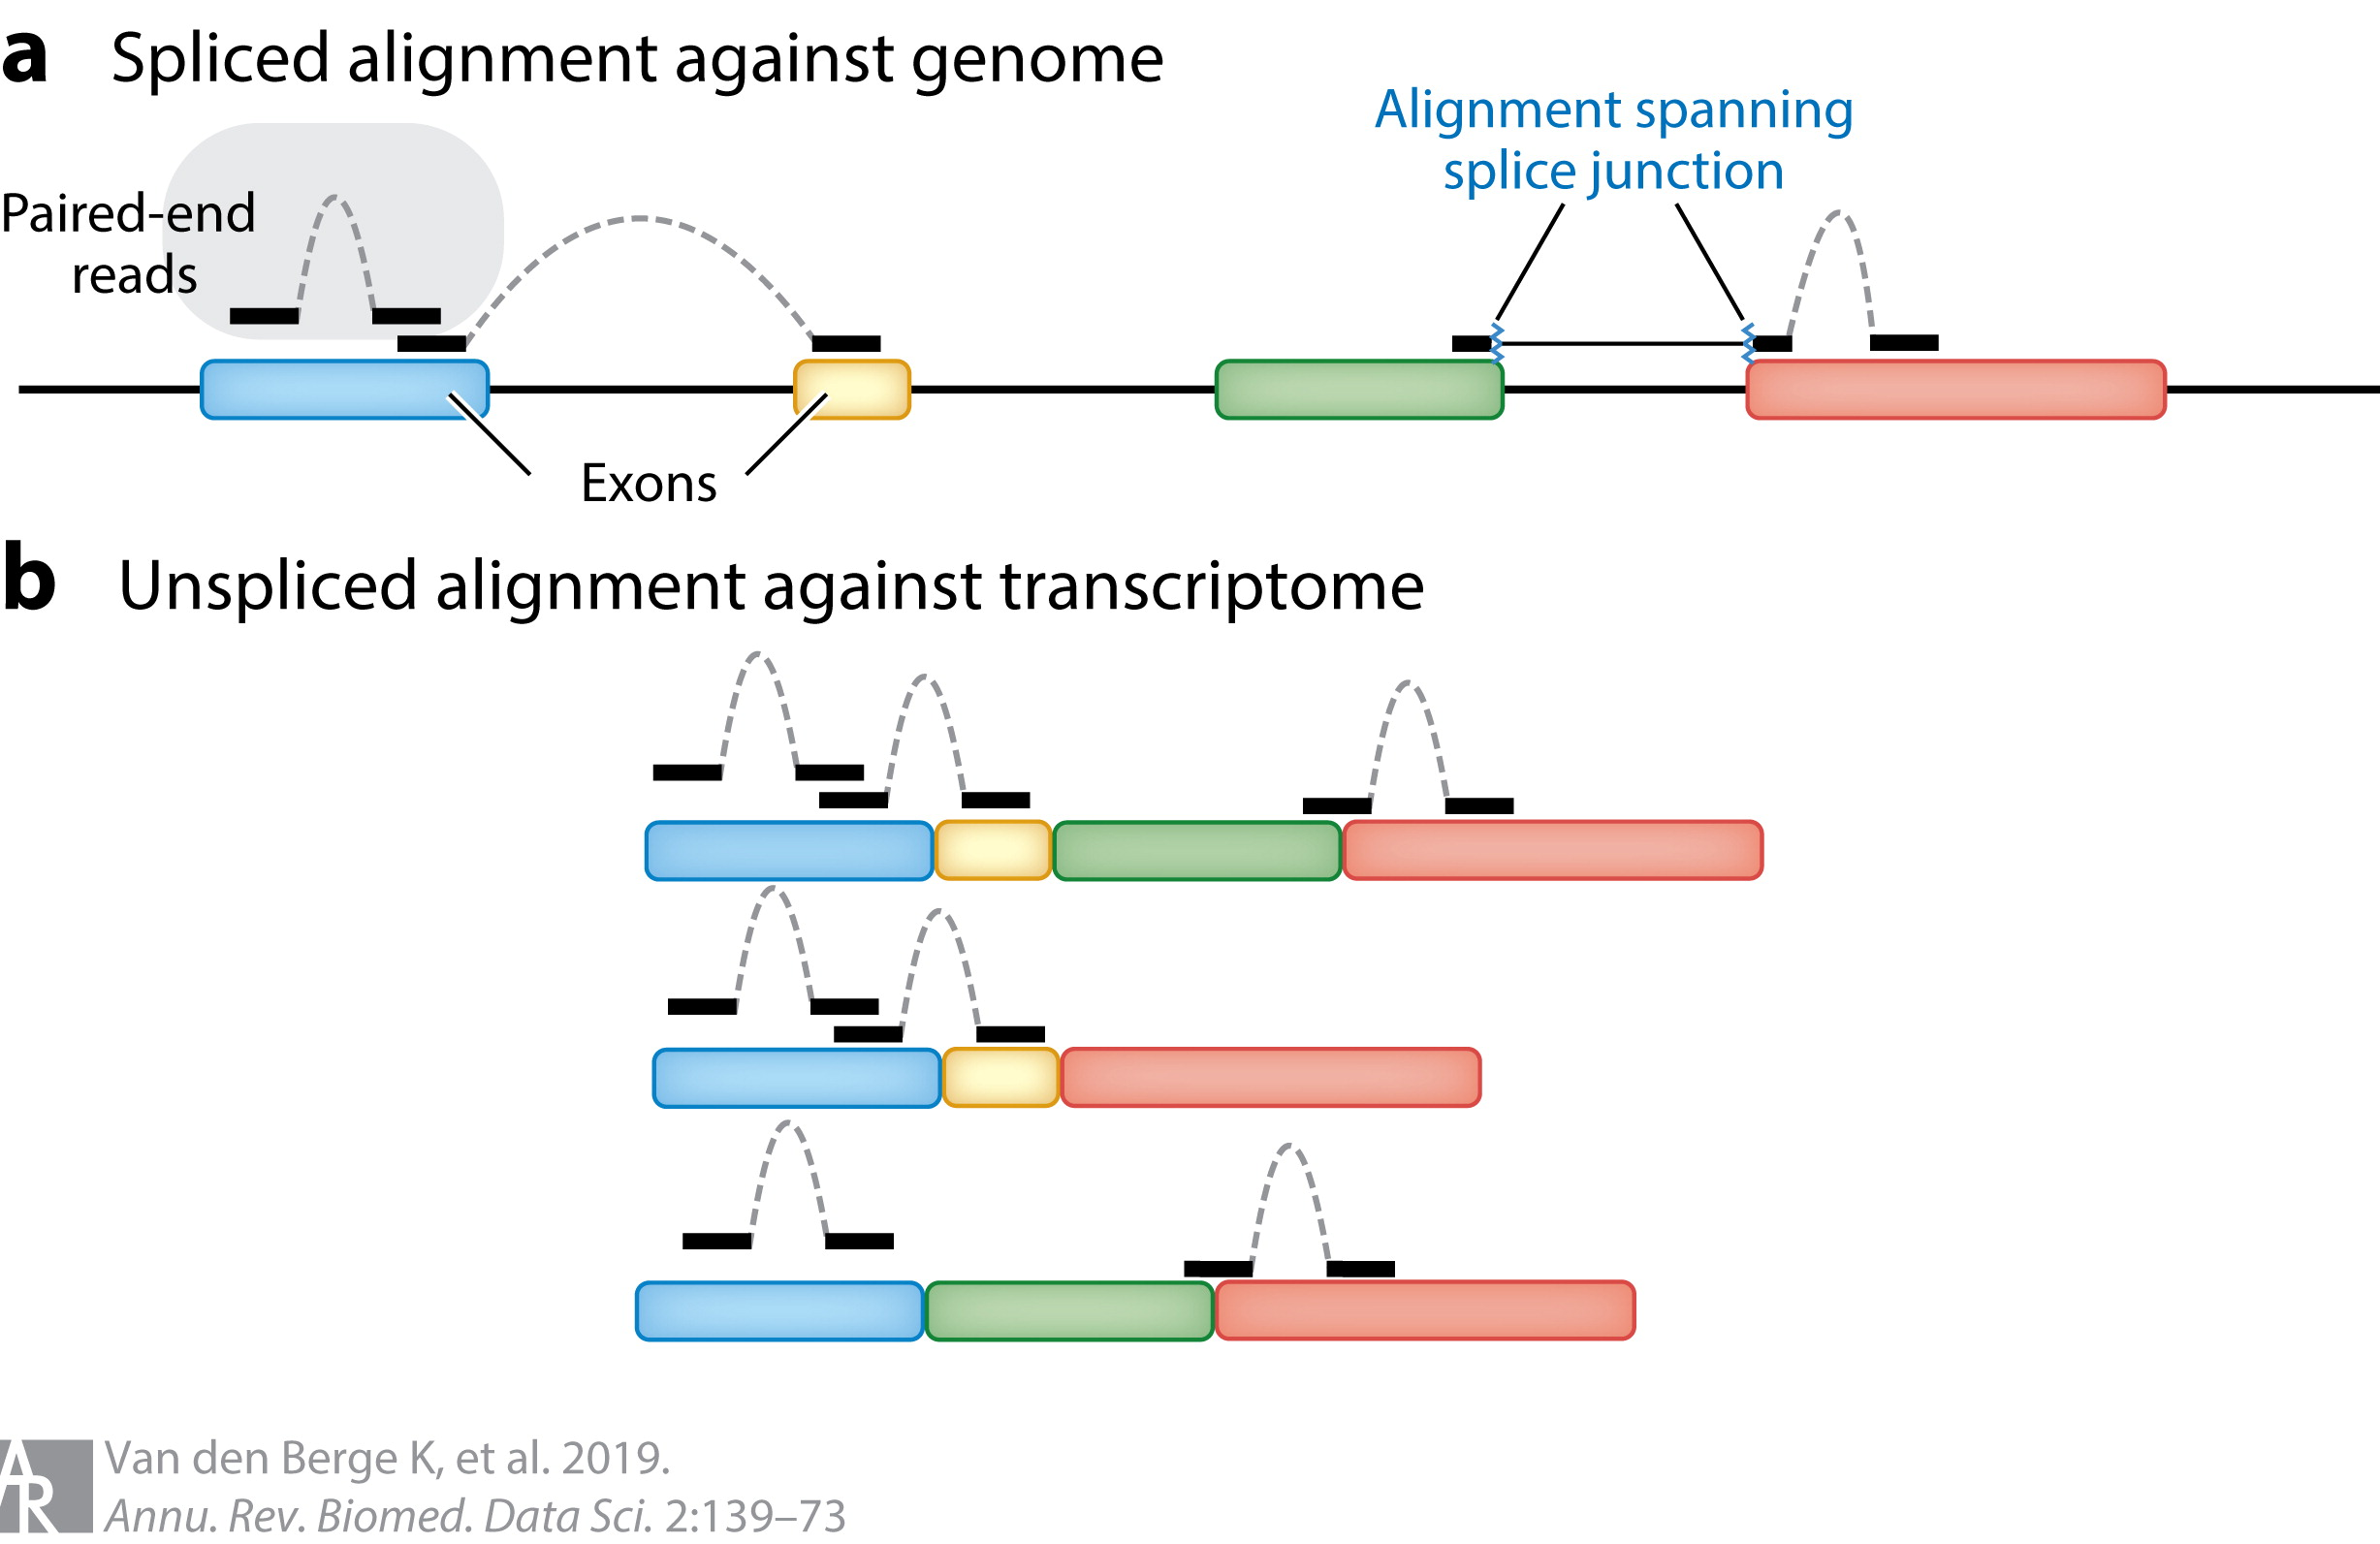 a Spliced alignment against genome
Alignment spanning
splice junction
Paired-end
reads
Exons
b Unspliced alignment against transcriptome
AR
Van den Berge K, et al. 2019.
Annu. Rev. Biomed. Data Sci. 2:139–73